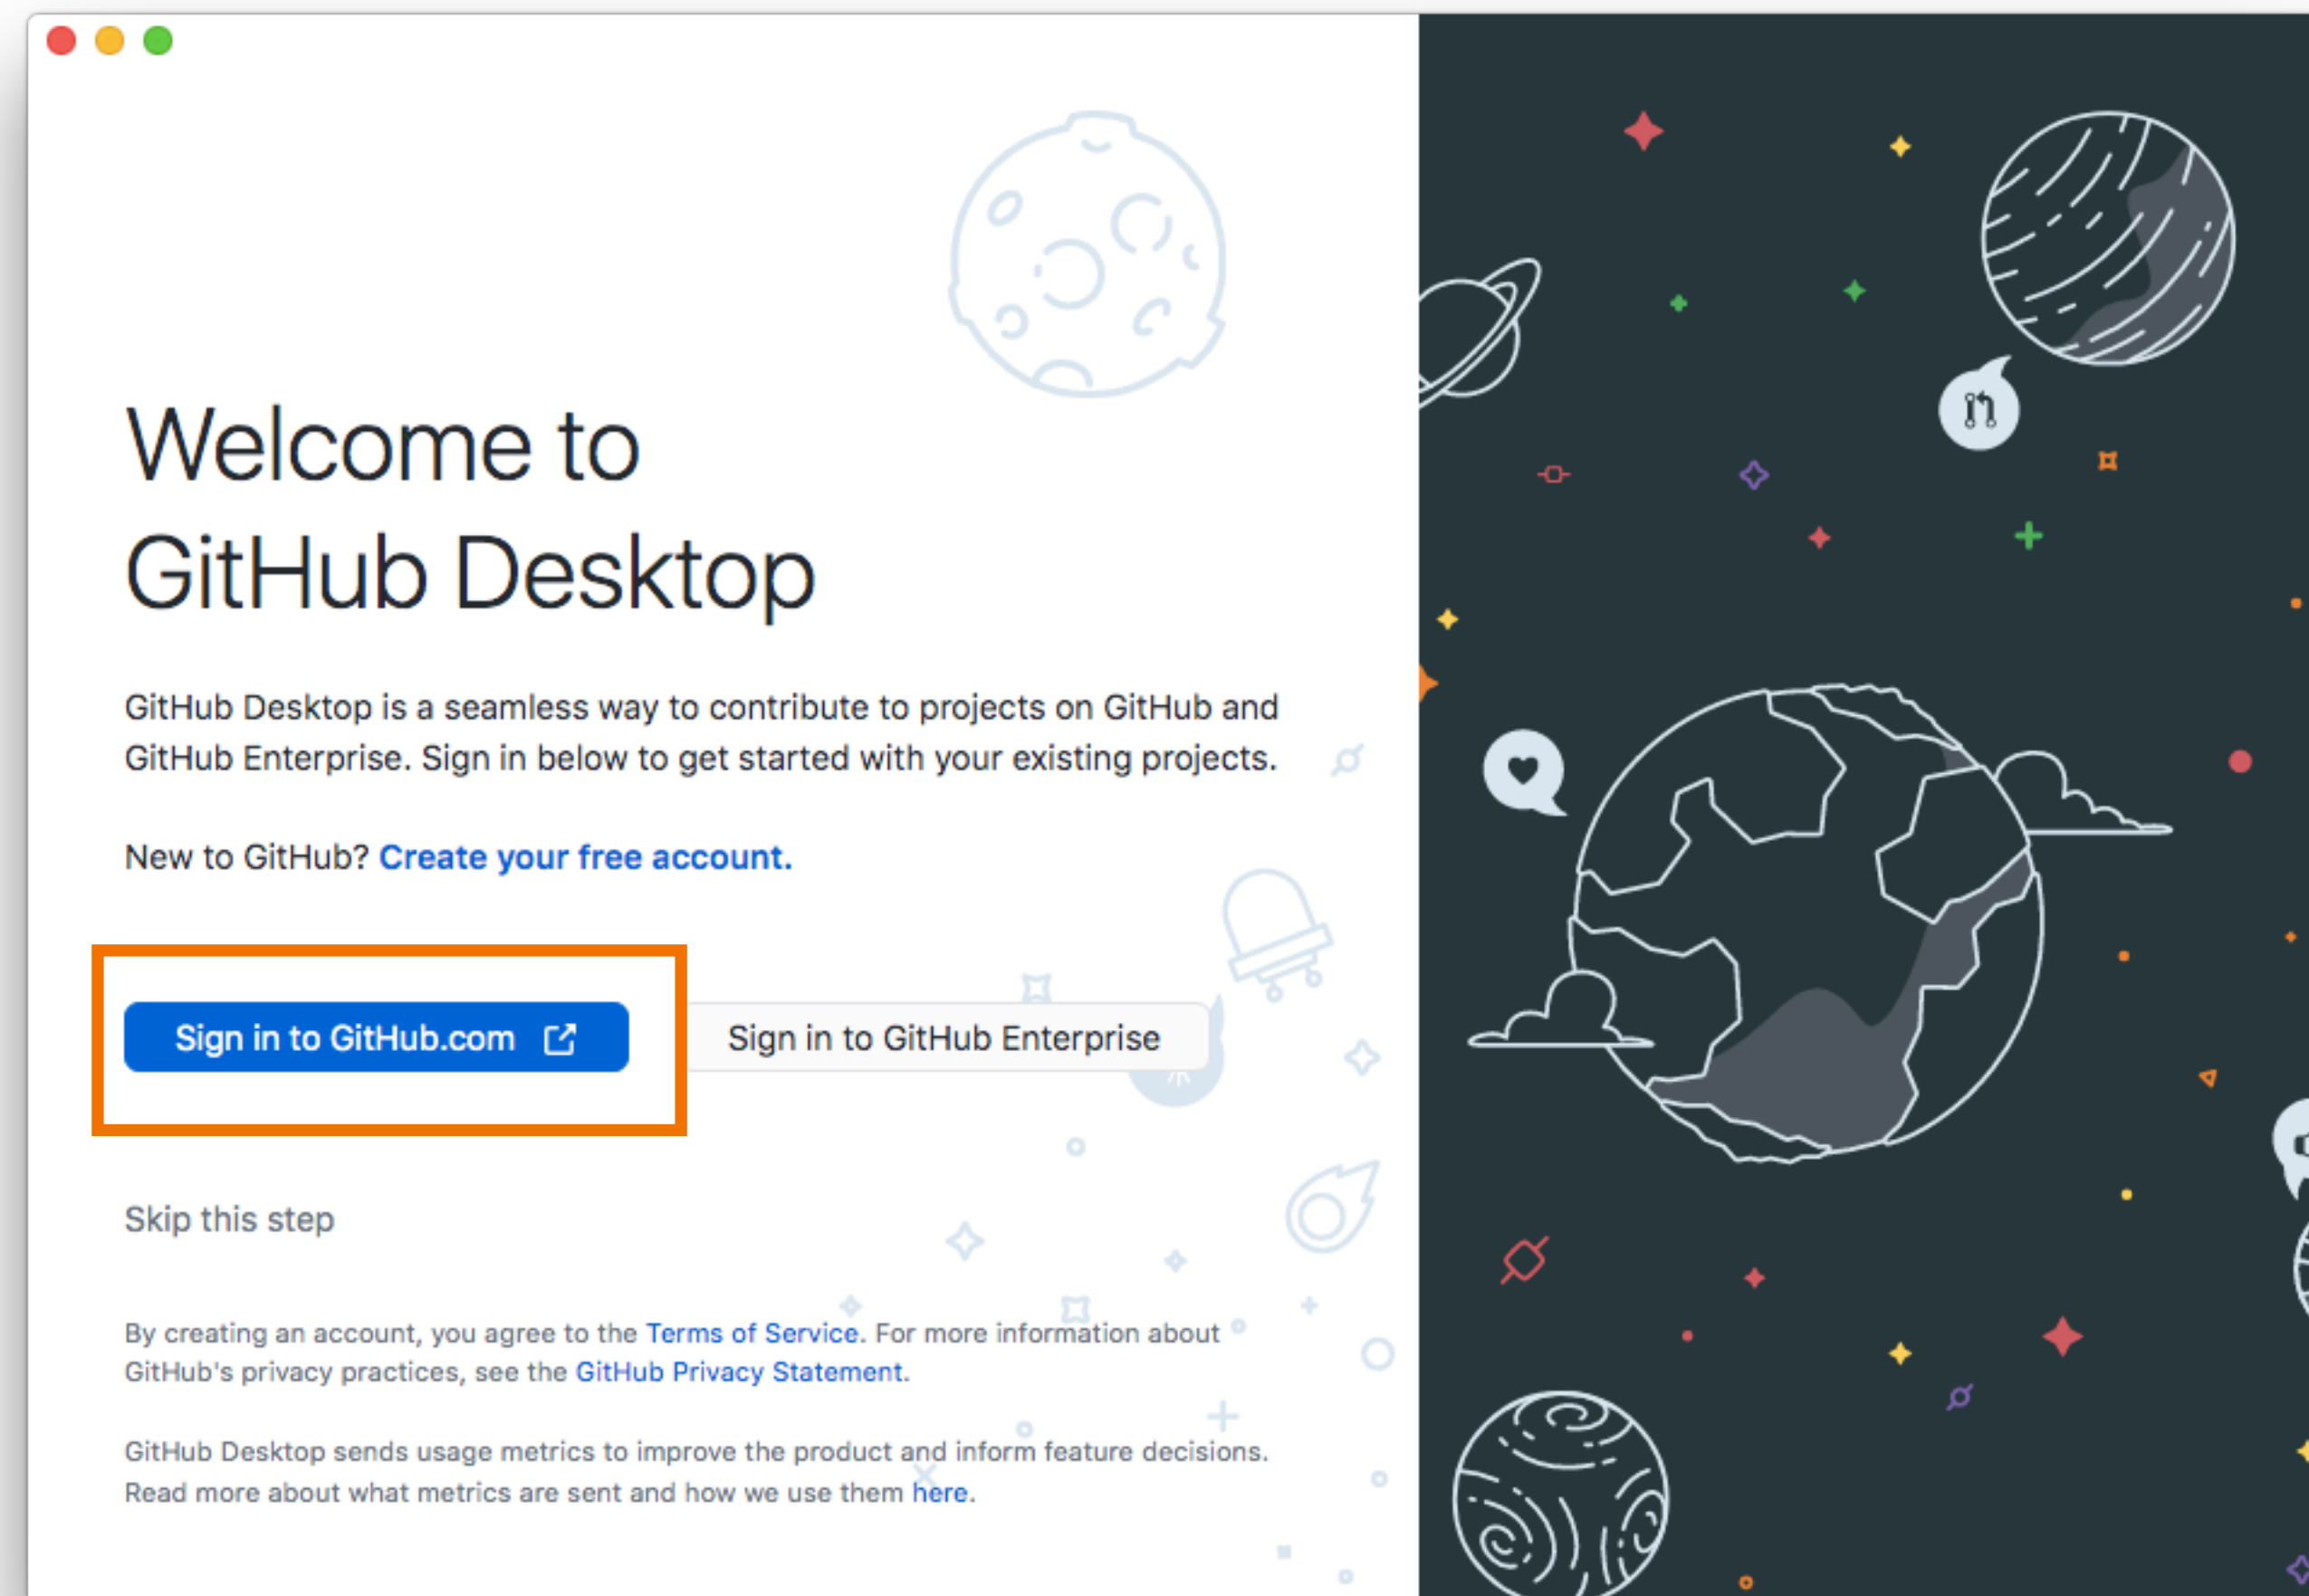 Welcome to
GitHub Desktop
GitHub Desktop is a seamless way to contribute to projects on GitHub and
GitHub Enterprise. Sign in below to get started with your existing projects.
New to GitHub? Create your free account.
Sign in to GitHub.com
Sign in to GitHub Enterprise
Skip this step
By creating an account, you agree to the Terms of Service. For more information about
GitHub's privacy practices, see the GitHub Privacy Statement.
GitHub Desktop sends usage metrics to improve the product and inform feature decisions.
Read more about what metrics are sent and how we use them here.